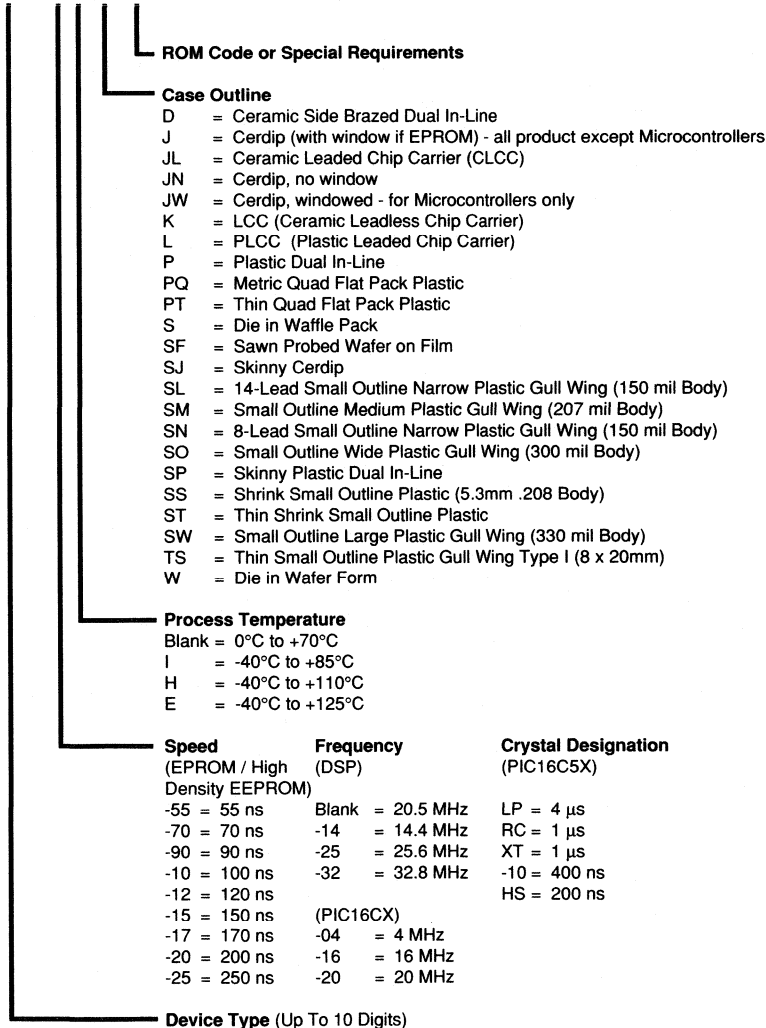 ROM Code or Special Requirements
Case Outline
D = Ceramic Side Brazed Dual In-Line
J = Cerdip (with window if EPROM) - all product except Microcontrollers
JL = Ceramic Leaded Chip Carrier (CLCC)
JN = Cerdip, no window
JW = Cerdip, windowed - for Microcontrollers only
K = LCC (Ceramic Leadless Chip Carrier)
L = PLCC (Plastic Leaded Chip Carrier)
P = Plastic Dual In-Line
PQ = Metric Quad Flat Pack Plastic
PT = Thin Quad Flat Pack Plastic
S = Die in Waffle Pack
SF = Sawn Probed Wafer on Film
SJ = Skinny Cerdip
SL = 14-Lead Small Outline Narrow Plastic Gull Wing (150 mil Body)
SM = Small Outline Medium Plastic Gull Wing (207 mil Body)
SN = 8-Lead Small Outline Narrow Plastic Gull Wing (150 mil Body)
SO = Small Outline Wide Plastic Gull Wing (300 mil Body)
SP = Skinny Plastic Dual In-Line
SS = Shrink Small Outline Plastic (5.3mm .208 Body)
ST = Thin Shrink Small Outline Plastic
SW = Small Outline Large Plastic Gull Wing (330 mil Body)
TS = Thin Small Outline Plastic Gull Wing Type I (8 x 20mm)
W = Die in Wafer Form
Process Temperature
Blank = 0°C to +70°C
I = -40°C to +85°C
H = -40°C to +110°C
E = -40°C to +125°C
Speed Frequency Crystal Designation
(EPROM / High (DSP) (PIC16C5X)
Density EEPROM)
-55 = 55 ns Blank = 20.5 MHz LP = 4 µs
-70 = 70 ns -14 = 14.4 MHz RC = 1 µs
-90 = 90 ns -25 = 25.6 MHz XT = 1 µs
-10 = 100 ns -32 = 32.8 MHz -10 = 400 ns
-12 = 120 ns HS = 200 ns
-15 = 150 ns (PIC16CX)
-17 = 170 ns -04 = 4 MHz
-20 = 200 ns -16 = 16 MHz
-25 = 250 ns -20 = 20 MHz
Device Type (Up To 10 Digits)